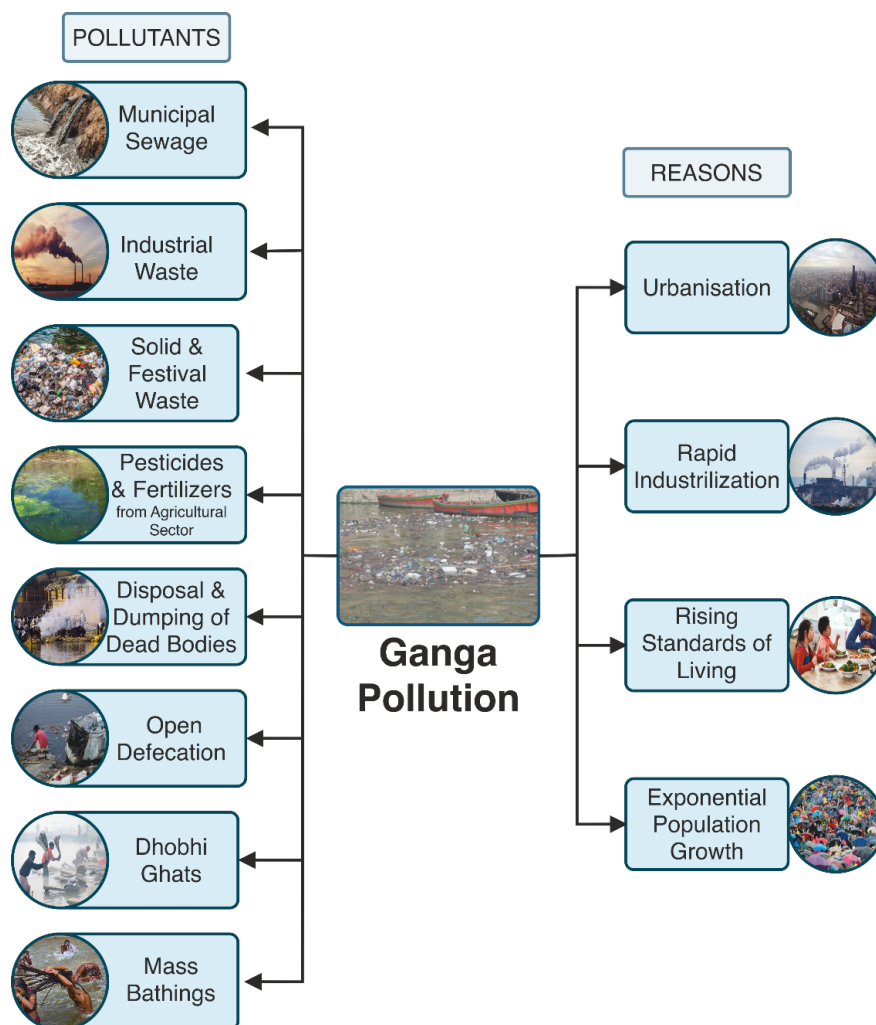 POLLUTANTS
Municipal
Sewage
Industrial
Waste
Solid &
Festival
Waste
Pesticides
& Fertilizers
from Agricultural
Sector
Disposal &
Dumping of
Dead Bodies
Open
Defecation
Dhobhi
Ghats
Mass
Bathings
Ganga
Pollution
REASONS
Urbanisation
Rapid
Industrilization
Rising
Standards of
Living
Exponential
Population
Growth